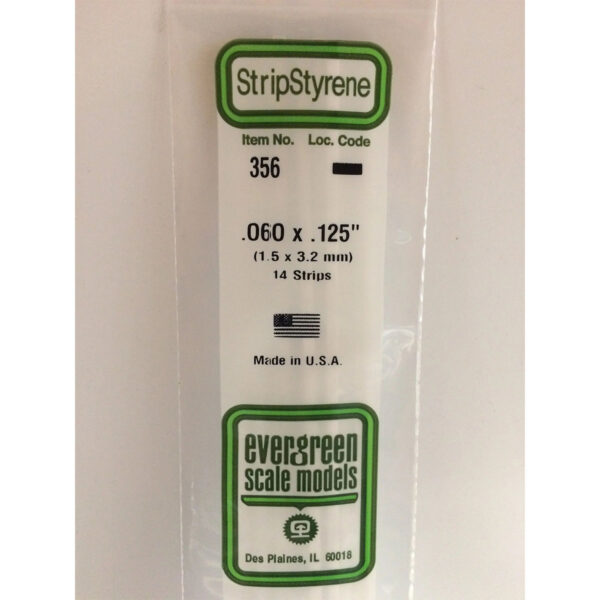 StripStyrene
Item No. Loc. Code
356
.060 x .125"
(1.5 x 3.2 mm)
14 Strips
Made in U.S.A.
evergreen
scale models
Des Plaines, IL 60018